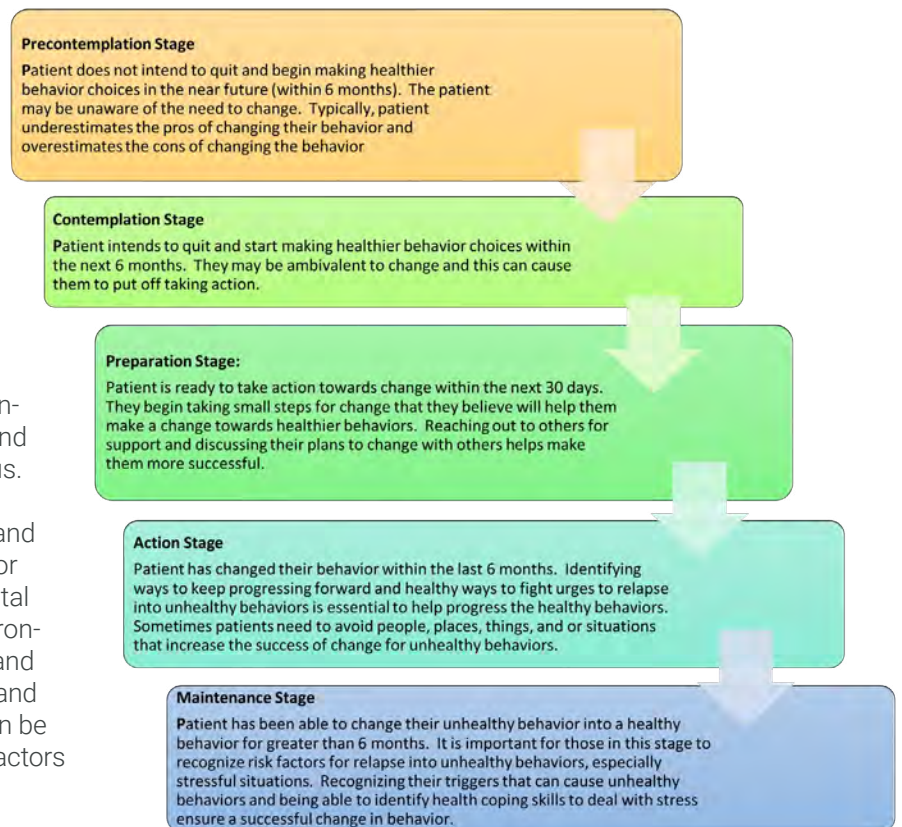 Precontemplation Stage
Patient does not intend to quit and begin making healthier
behavior choices in the near future (within 6 months). The patient
may be unaware of the need to change. Typically, patient
underestimates the pros of changing their behavior and
overestimates the cons of changing the behavior
Contemplation Stage
Patient intends to quit and start making healthier behavior choices within
the next 6 months. They may be ambivalent to change and this can cause
them to put off taking action.
Preparation Stage:
Patient is ready to take action towards change within the next 30 days.
They begin taking small steps for change that they believe will help them
make a change towards healthier behaviors. Reaching out to others for
support and discussing their plans to change with others helps make
them more successful.
Action Stage
Patient has changed their behavior within the last 6 months. Identifying
ways to keep progressing forward and healthy ways to fight urges to relapse
into unhealthy behaviors is essential to help progress the healthy behaviors.
Sometimes patients need to avoid people, places, things, and or situations
that increase the success of change for unhealthy behaviors.
Maintenance Stage
Patient has been able to change their unhealthy behavior into a healthy
behavior for greater than 6 months. It is important for those in this stage to
recognize risk factors for relapse into unhealthy behaviors, especially
stressful situations. Recognizing their triggers that can cause unhealthy
behaviors and being able to identify health coping skills to deal with stress
ensure a successful change in behavior.
n-
nd
us.
and
or
tal
ron-
and
and
n be
actors